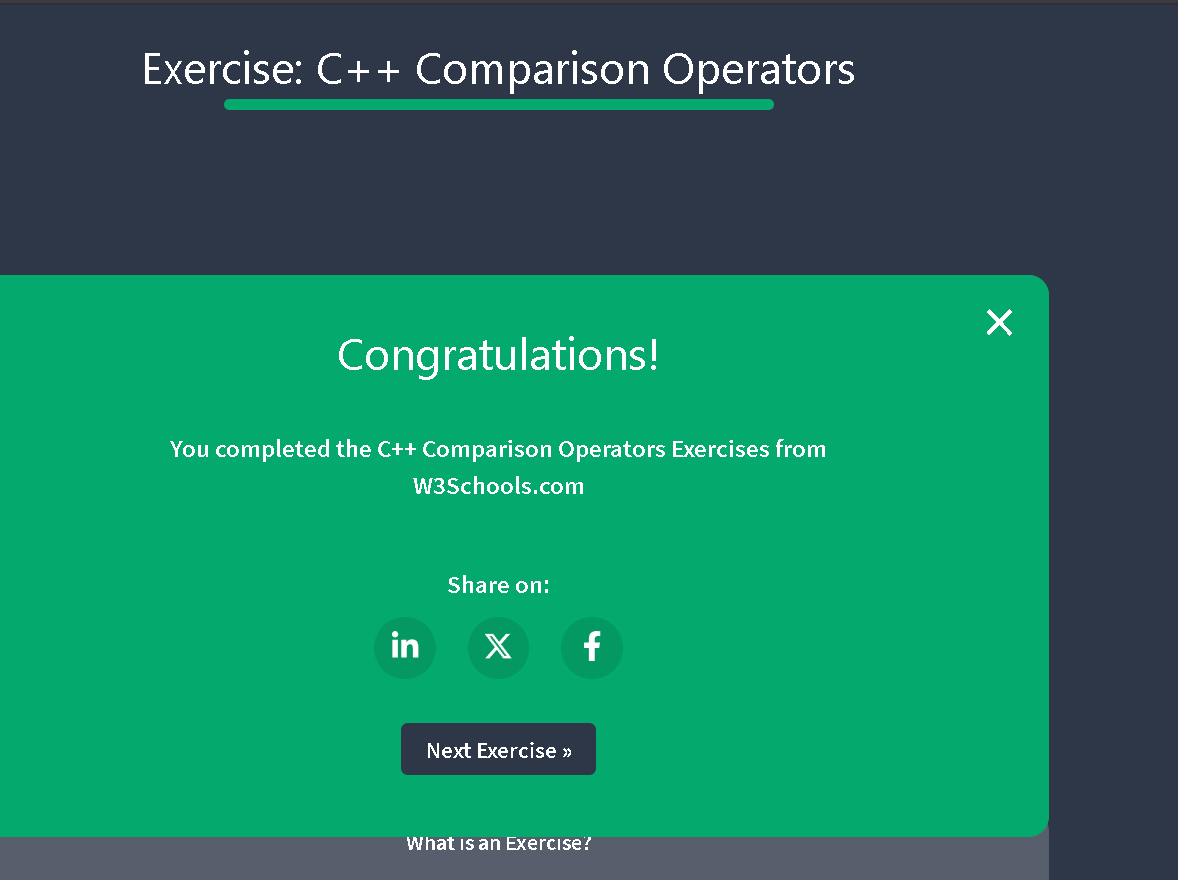 Exercise: C++ Comparison Operators
Congratulations!
You completed the C++ Comparison Operators Exercises from
W3Schools.com
Share on:
in
X
f
Next Exercise »
What is an Exercise?